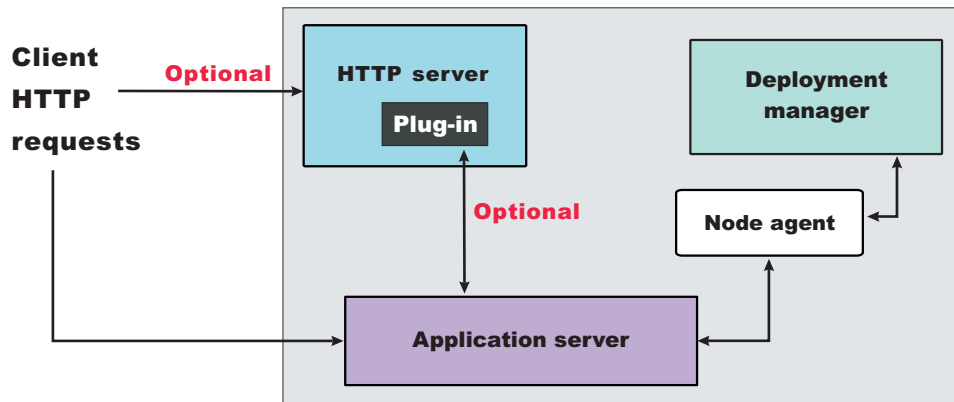 Client
HTTP
requests
Optional
HTTP server
Plug-in
Optional
Deployment
manager
Node agent
Application server